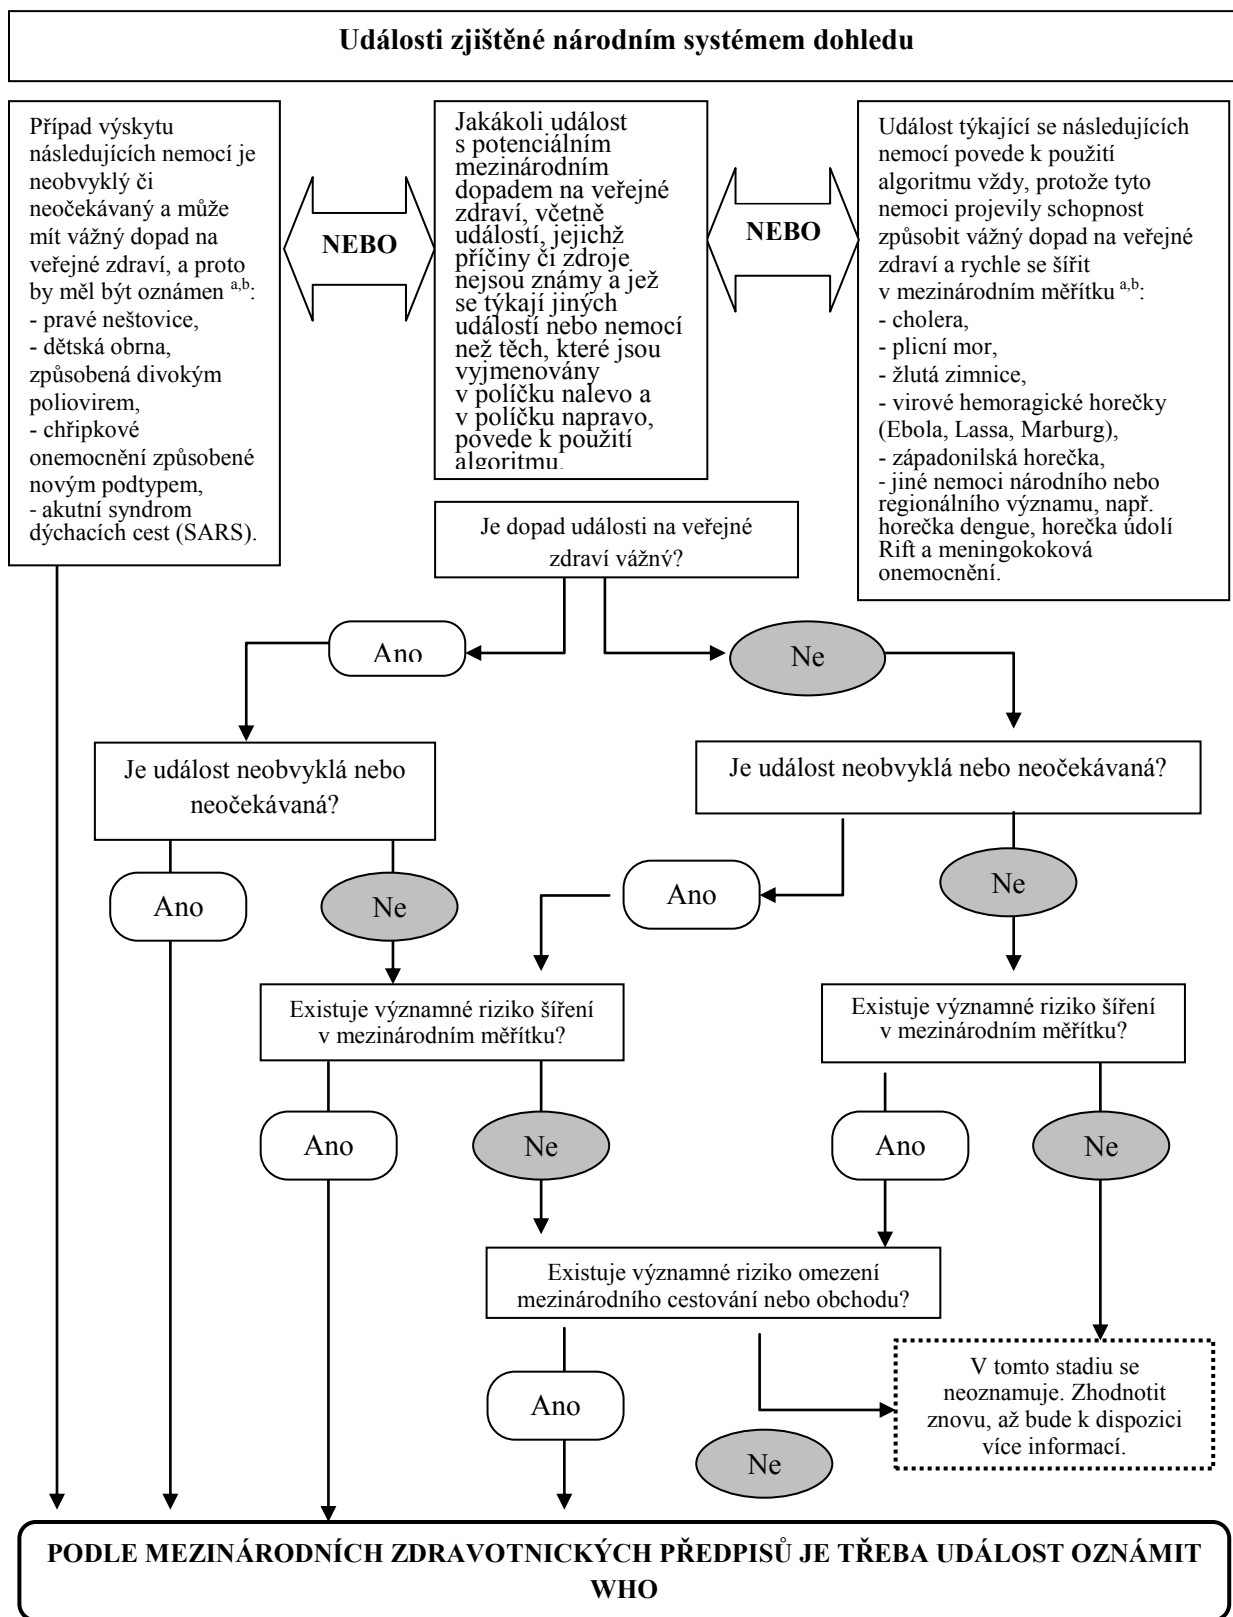 Události zjištěné národním systémem dohledu
Případ výskytu
následujících nemocí je
neobvyklý či
neočekávaný a může
mít vážný dopad na
veřejné zdraví, a proto
by měl být oznámen a,b:
- pravé neštovice,
- dětská obrna,
způsobená divokým
poliovirem,
- chřipkové
onemocnění způsobené
novým podtypem,
- akutní syndrom
dýchacích cest (SARS).
NEBO
Jakákoli událost
s potenciálním
mezinárodním
dopadem na veřejné
zdraví, včetně
událostí, jejichž
příčiny či zdroje
nejsou známy a jež
se týkají jiných
událostí nebo nemocí
než těch, které jsou
vyjmenovány
v políčku nalevo a
v políčku napravo,
povede k použití
algoritmu.
NEBO
Událost týkající se následujících
nemocí povede k použití
algoritmu vždy, protože tyto
nemoci projevily schopnost
způsobit vážný dopad na veřejné
zdraví a rychle se šířit
v mezinárodním měřítku a,b:
- cholera,
- plicní mor,
- žlutá zimnice,
- virové hemoragické horečky
(Ebola, Lassa, Marburg),
- západonilská horečka,
- jiné nemoci národního nebo
regionálního významu, např.
horečka dengue, horečka údolí
Rift a meningokoková
onemocnění.
Je dopad události na veřejné
zdraví vážný?
Ano
Ne
Je událost neobvyklá nebo
neočekávaná?
Je událost neobvyklá nebo neočekávaná?
Ano
Ne
Ano
Ne
Existuje významné riziko šíření
v mezinárodním měřítku?
Existuje významné riziko šíření
v mezinárodním měřítku?
Ano
Ne
Ano
Ne
Existuje významné riziko omezení
mezinárodního cestování nebo obchodu?
Ano
Ne
V tomto stadiu se
neoznamuje. Zhodnotit
znovu, až bude k dispozici
více informací.
PODLE MEZINÁRODNÍCH ZDRAVOTNICKÝCH PŘEDPISŮ JE TŘEBA UDÁLOST OZNÁMIT
WHO